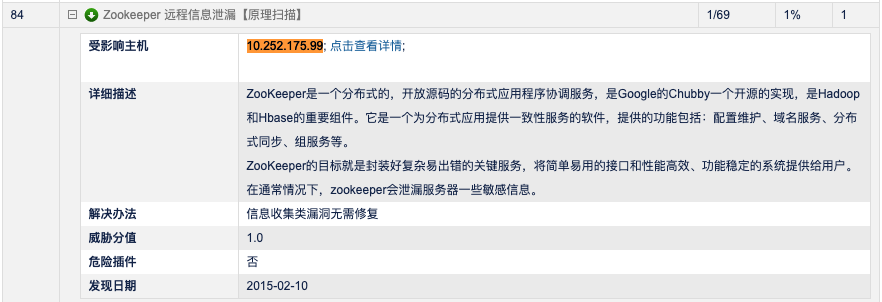 84 Zookeeper 远程信息泄漏【原理扫描】 1/69 1% 1
受影响主机 10.252.175.99; 点击查看详情;
详细描述 ZooKeeper是一个分布式的，开放源码的分布式应用程序协调服务，是Google的Chubby一个开源的实现，是Hadoop
和Hbase的重要组件。它是一个为分布式应用提供一致性服务的软件，提供的功能包括：配置维护、域名服务、分布
式同步、组服务等。
ZooKeeper的目标就是封装好复杂易出错的关键服务，将简单易用的接口和性能高效、功能稳定的系统提供给用户。
在通常情况下，zookeeper会泄漏服务器一些敏感信息。
解决办法 信息收集类漏洞无需修复
威胁分值 1.0
危险插件 否
发现日期 2015-02-10